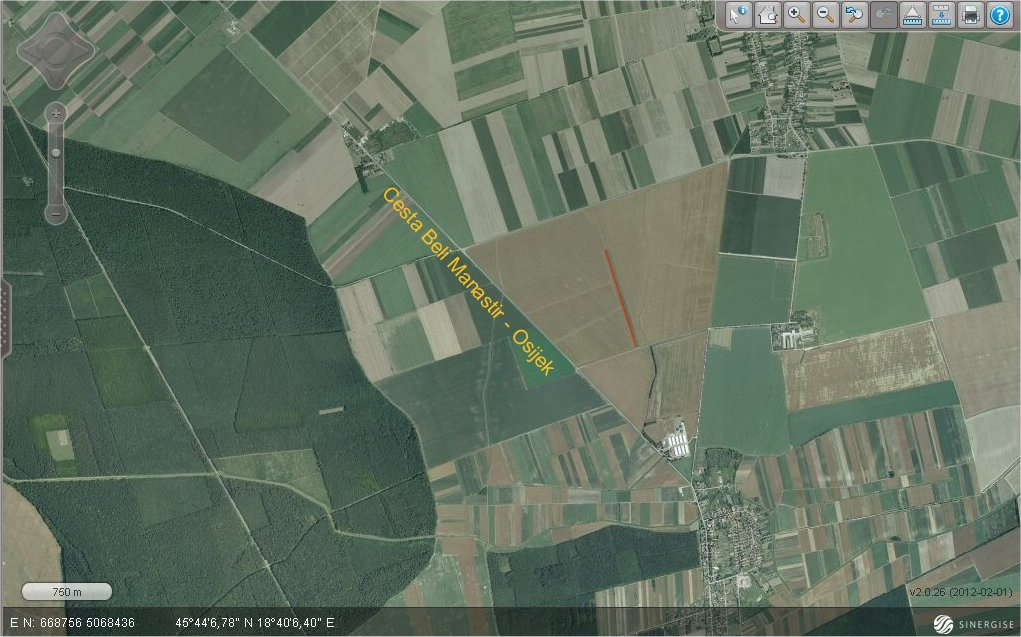 Cesta Beli Manastir - Osijek
750 m
v2.0.26 (2012-02-01)
E N: 668756 5068436 45°44'6,78" N 18°40'6,40" E
SINERGISE